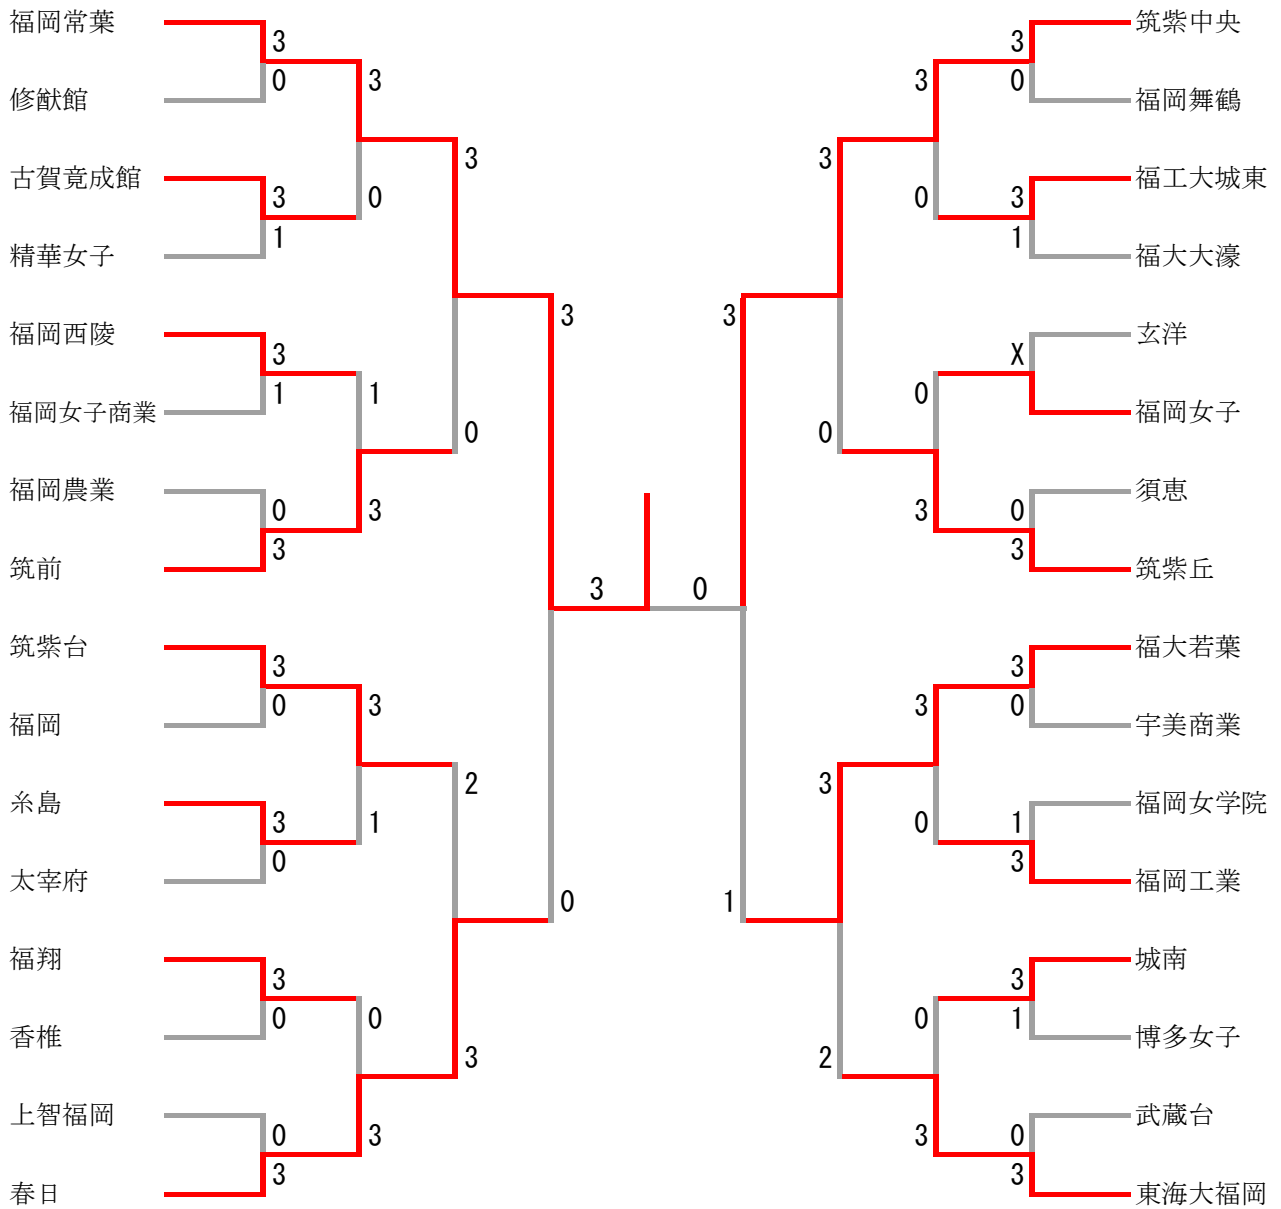 福岡常葉 筑紫中央
3 3
0 3 3 0
修猷館 福岡舞鶴
3 3
古賀竟成館 福工大城東
3 0 0 3
1 1
精華女子 福大大濠
3 3
福岡西陵 玄洋
3 X
1 1 0
福岡女子商業 福岡女子
0 0
福岡農業 須恵
0 3 3 0
3 3
筑前 筑紫丘
3 0
筑紫台 福大若葉
3 3
0 3 3 0
福岡 宇美商業
2 3
糸島 福岡女学院
3 1 0 1
0 3
太宰府 福岡工業
0 1
福翔 城南
3 3
0 0 0 1
香椎 博多女子
3 2
上智福岡 武蔵台
0 3 3 0
3 3
春日 東海大福岡